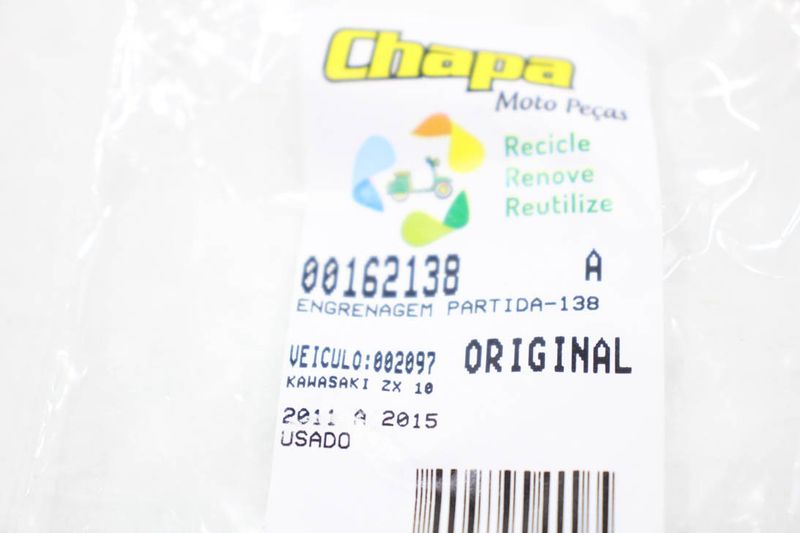 Chapa
Moto Peças
Recicle
Renove
Reutilize
00162138 A
ENGRENAGEM PARTIDA-138
VEICULO:002097 ORIGINAL
KAWASAKI ZX 10
2011 A 2015
USADO